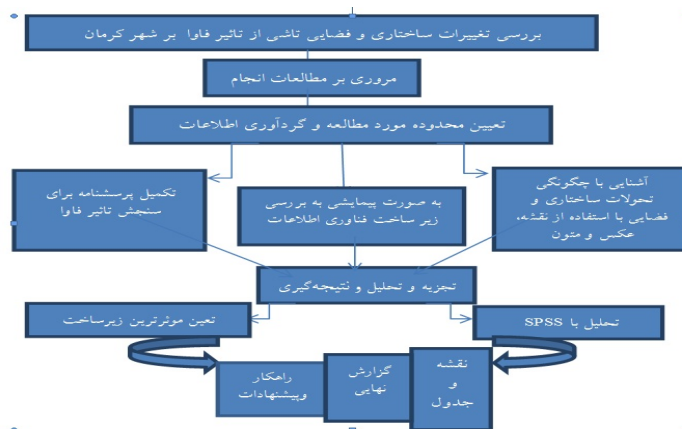 بررسی تغییرات ساختاری و فضایی تاشی از تاثیر فاوا بر شهر کرمان
مروری بر مطالعات انجام
تعیین محدوده مورد مطالعه و گردآوری اطلاعات
آشنایی با چگونگی
تحولات ساختاری و
فضایی با استفاده از نقشه،
عکس و متون
به صورت پیمایشی به بررسی
زیر ساخت فناوری اطلاعات
تکمیل پرسشنامه برای
سنجش تاثیر فاوا
تجزیه و تحلیل و نتیجه‌گیری
تحلیل با SPSS
تعین موثرترین زیرساخت
نقشه
و
جدول
گزارش
نهایی
راهکار
وپیشنهادات